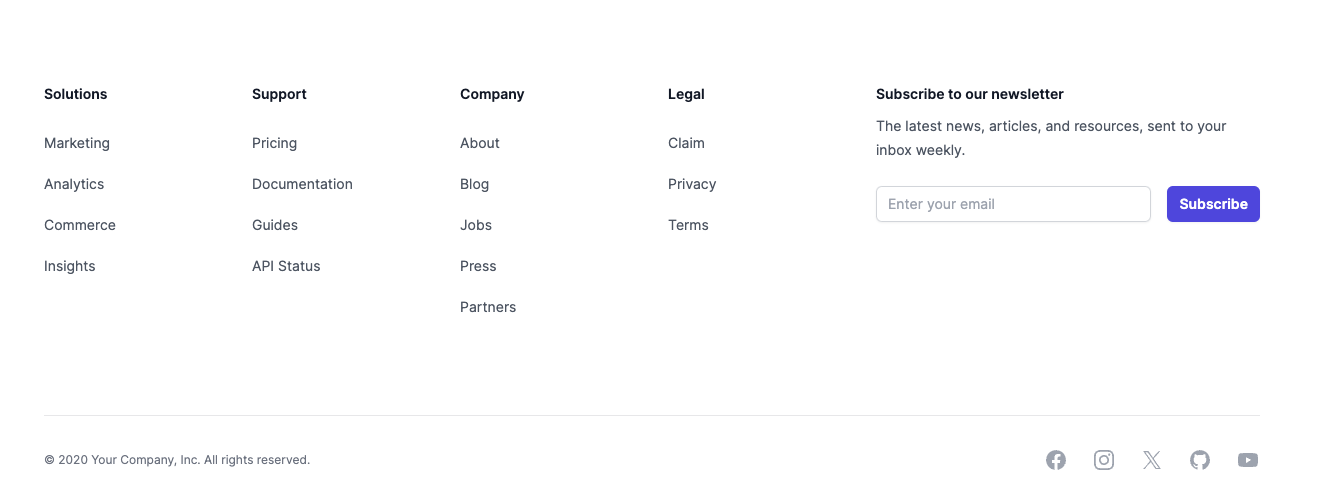 Solutions
Marketing
Analytics
Commerce
Insights
Support
Pricing
Documentation
Guides
API Status
Company
About
Blog
Jobs
Press
Partners
Legal
Claim
Privacy
Terms
Subscribe to our newsletter
The latest news, articles, and resources, sent to your
inbox weekly.
Enter your email
Subscribe
© 2020 Your Company, Inc. All rights reserved.